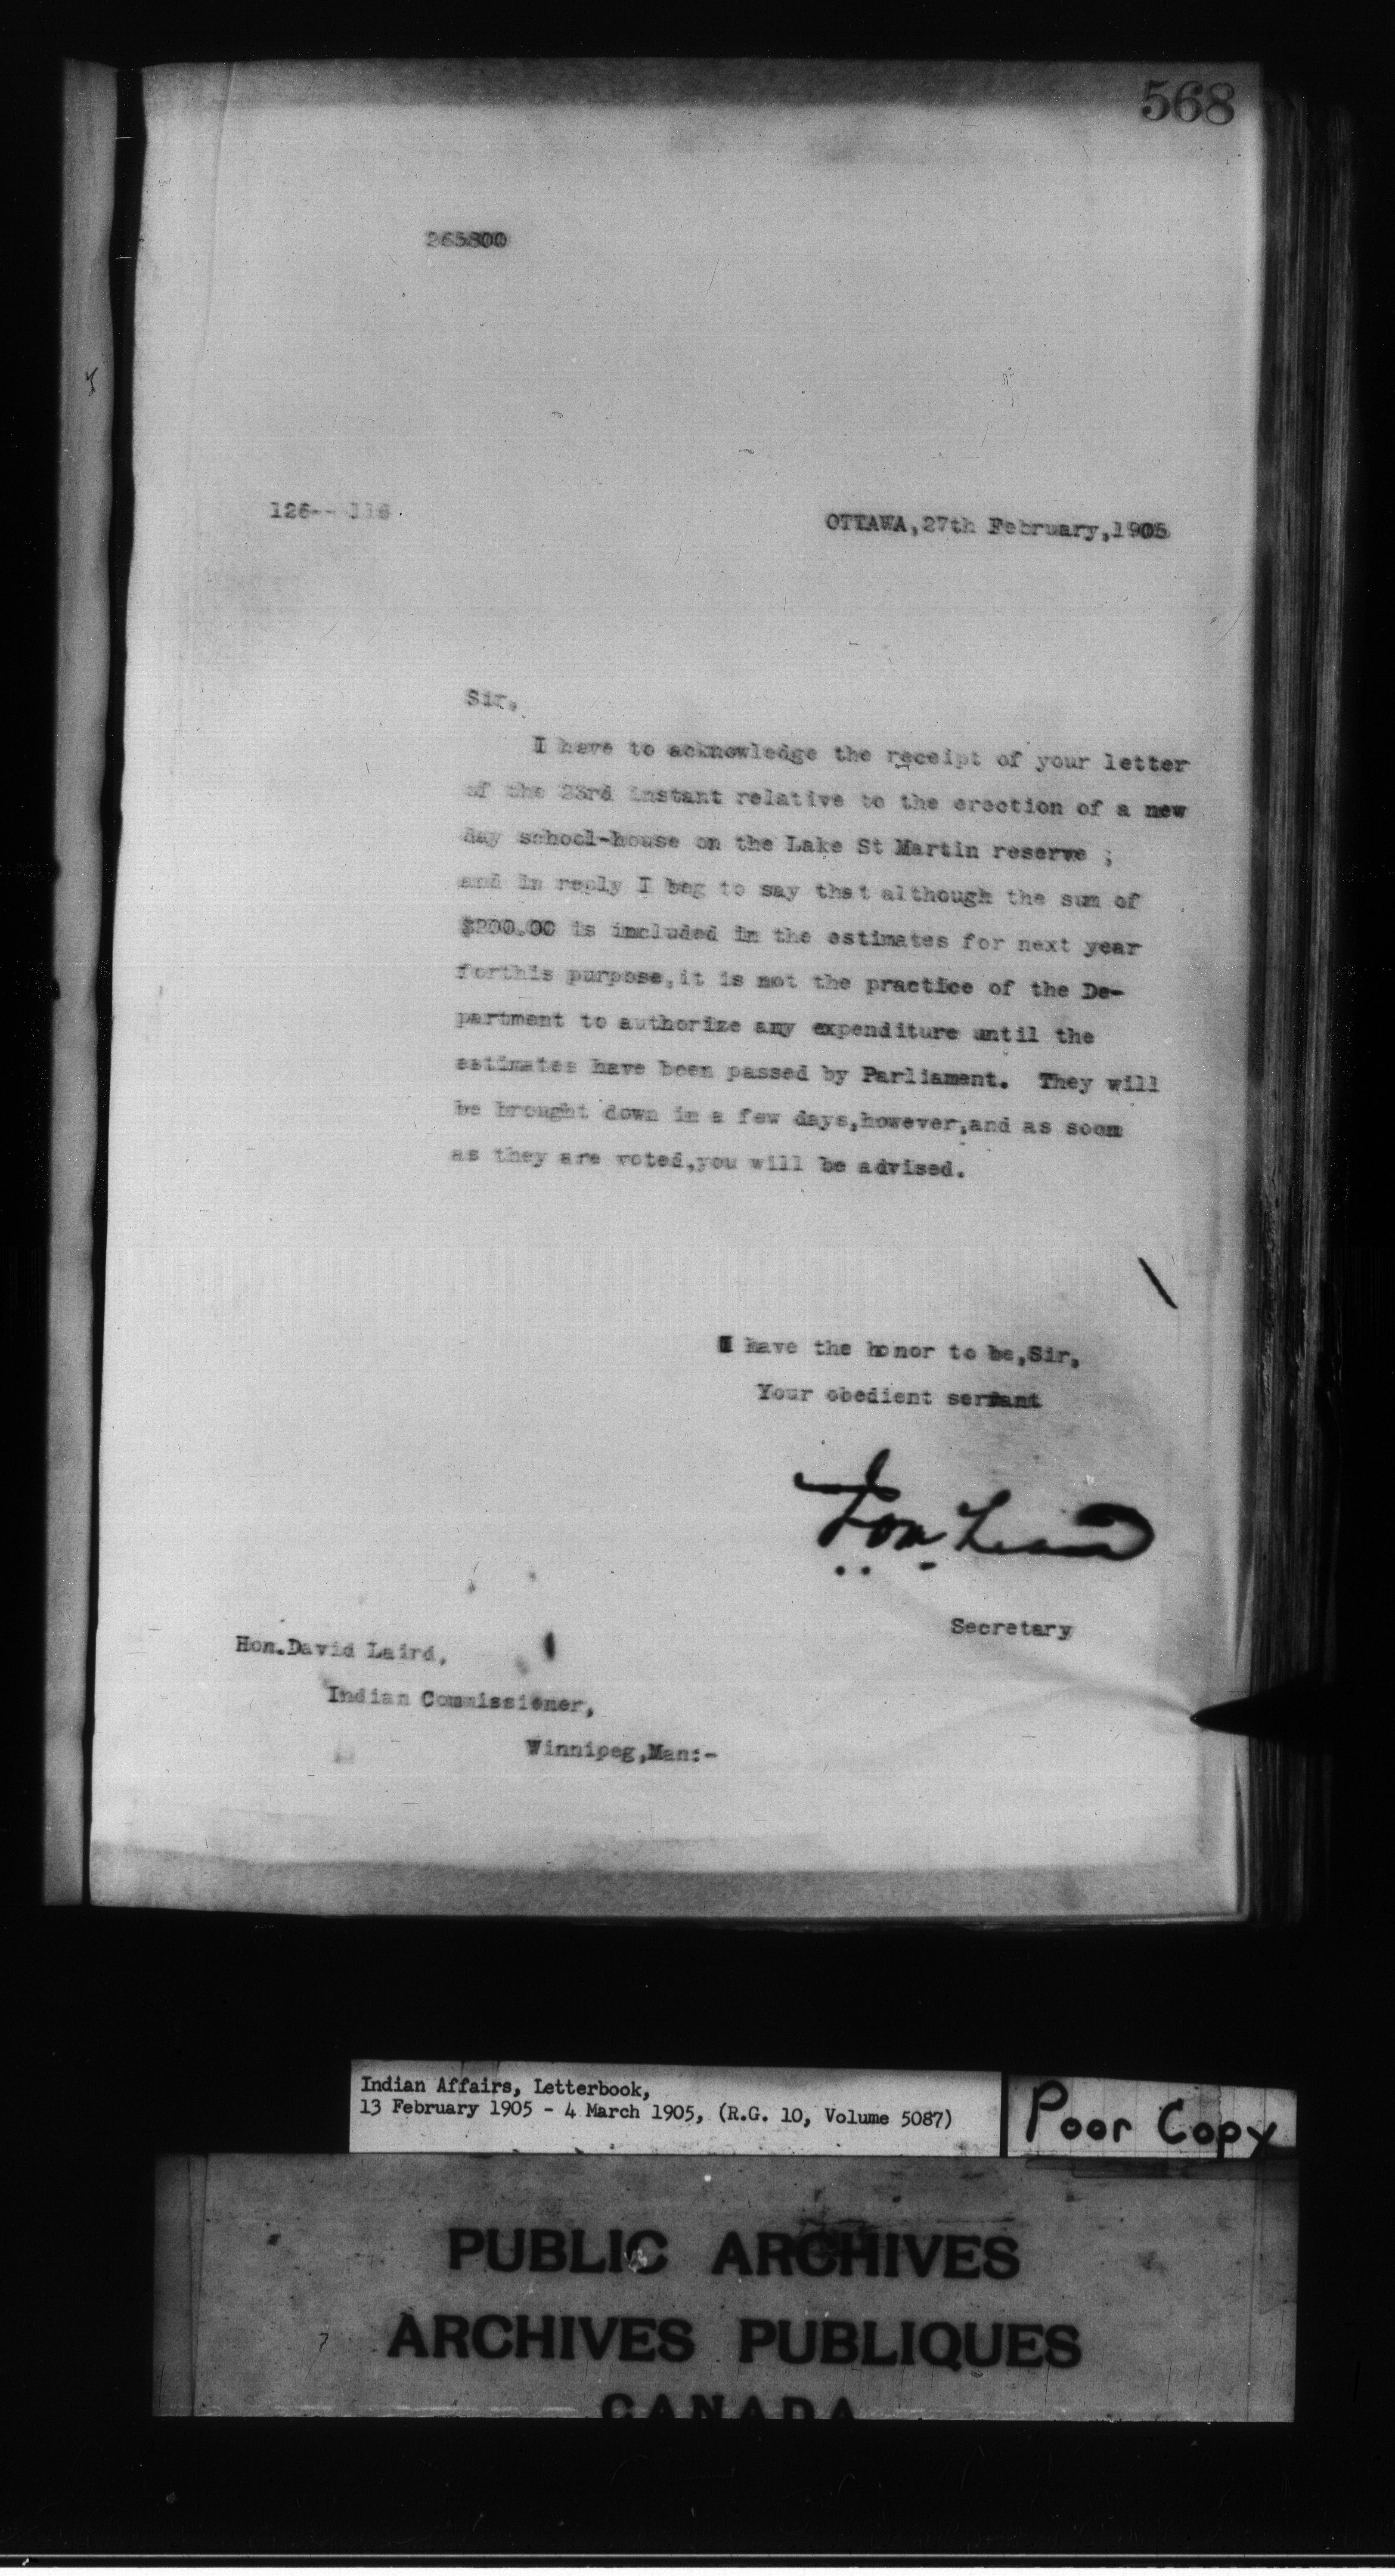 568
265800
126--116.
OTTAWA,27th February,1905
Sir,
I have to acknowledge the receipt of your letter
of the 23rd instant relative to the erection of a new
day school-house on the Lake St Martin reserve ;
and in reply I beg to say that although the sum of
$200.00 is included in the estimates for next year
forthis purpose,it is not the practice of the De-
partment to authorize any expenditure until the
estimates have been passed by Parliament. They will
be brought down in a few days,however,and as soon
as they are voted,you will be advised.
I have the honor to be,Sir,
Your obedient servant
Secretary
Hon.David Laird,
Indian Commissioner,
Winnipeg,Man:-
Indian Affairs, Letterbook,
13 February 1905 - 4 March 1905, (R.G. 10, Volume 5087)
Poor Copy
PUBLIC ARCHIVES
ARCHIVES PUBLIQUES
CANADA